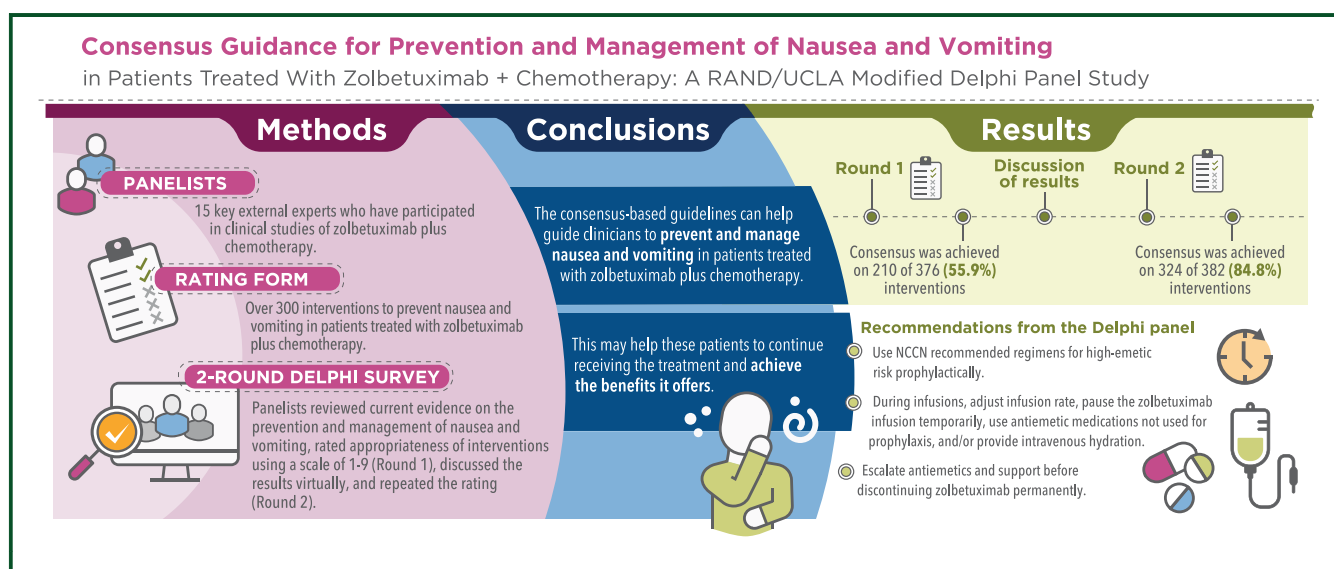 Consensus Guidance for Prevention and Management of Nausea and Vomiting
in Patients Treated With Zolbetuximab + Chemotherapy: A RAND/UCLA Modified Delphi Panel Study
Methods
PANELISTS
15 key external experts who have participated
in clinical studies of zolbetuximab plus
chemotherapy.
RATING FORM
Over 300 interventions to prevent nausea and
vomiting in patients treated with zolbetuximab
plus chemotherapy.
2-ROUND DELPHI SURVEY
Panelists reviewed current evidence on the
prevention and management of nausea and
vomiting, rated appropriateness of interventions
using a scale of 1-9 (Round 1), discussed the
results virtually, and repeated the rating
(Round 2).
Conclusions
The consensus-based guidelines can help
guide clinicians to prevent and manage
nausea and vomiting in patients treated
with zolbetuximab plus chemotherapy.
This may help these patients to continue
receiving the treatment and achieve
the benefits it offers.
Results
Round 1
Discussion
of results
Round 2
Consensus was achieved
on 210 of 376 (55.9%)
interventions
Consensus was achieved
on 324 of 382 (84.8%)
interventions
Recommendations from the Delphi panel
Use NCCN recommended regimens for high-emetic
risk prophylactically.
During infusions, adjust infusion rate, pause the zolbetuximab
infusion temporarily, use antiemetic medications not used for
prophylaxis, and/or provide intravenous hydration.
Escalate antiemetics and support before
discontinuing zolbetuximab permanently.